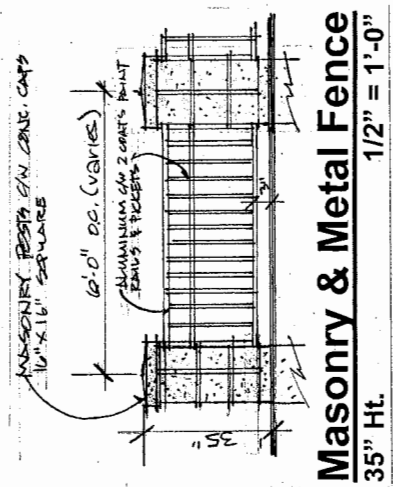 MASONRY POSTS C/W CONC. CAPS
16" X 16" SQUARE
6'-0" O.C. (varies)
ALUMINUM C/W 2 COATS PAINT
RAILS & PICKETS
3"
35"
Masonry & Metal Fence
35” Ht.
1/2” = 1’-0”